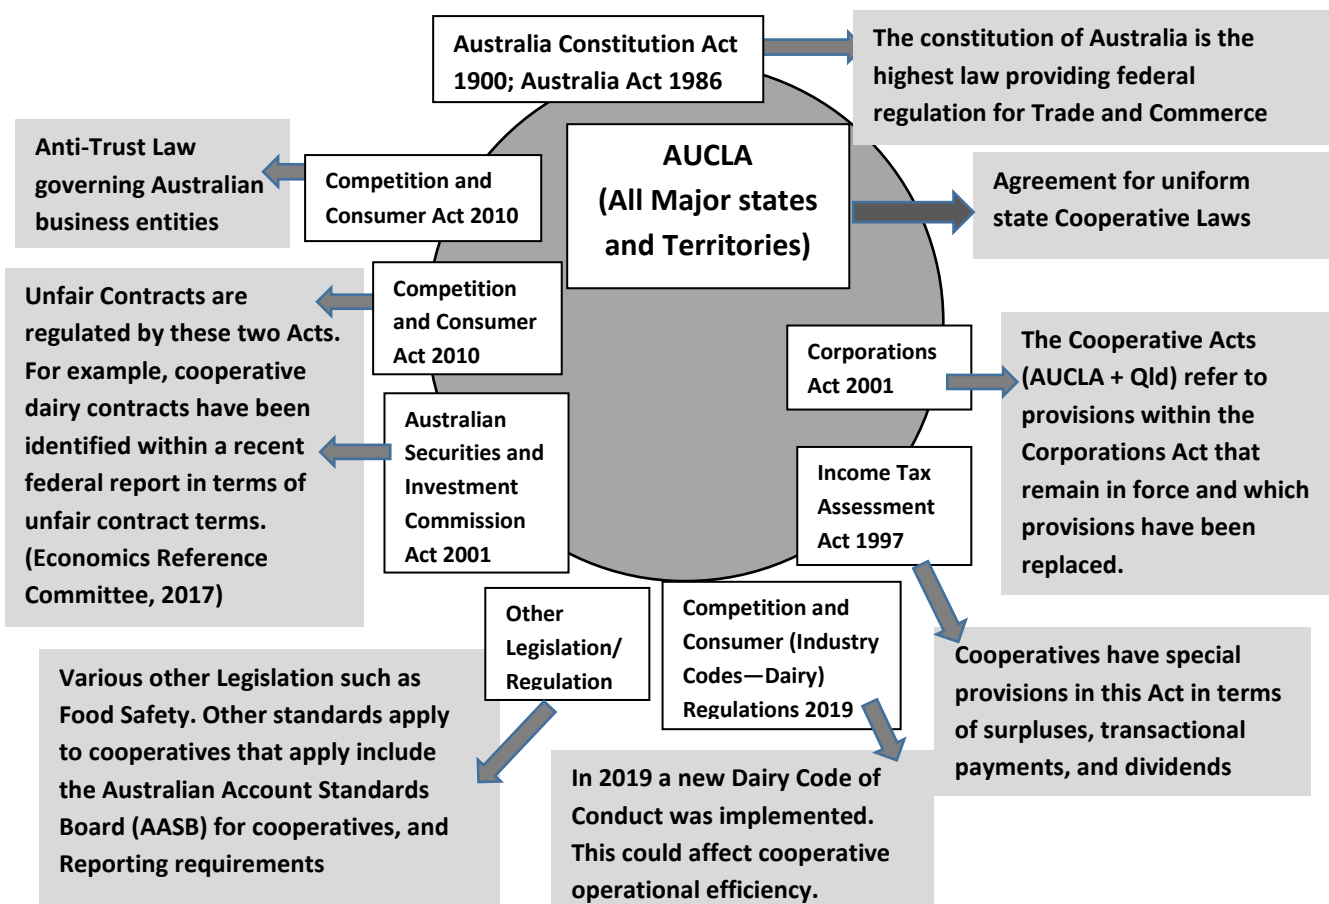 Australia Constitution Act
1900; Australia Act 1986
The constitution of Australia is the
highest law providing federal
regulation for Trade and Commerce
AUCLA
(All Major states
and Territories)
Agreement for uniform
state Cooperative Laws
Anti-Trust Law
governing Australian
business entities
Competition and
Consumer Act 2010
Unfair Contracts are
regulated by these two Acts.
For example, cooperative
dairy contracts have been
identified within a recent
federal report in terms of
unfair contract terms.
(Economics Reference
Committee, 2017)
Competition
and Consumer
Act 2010
Australian
Securities and
Investment
Commission
Act 2001
Corporations
Act 2001
The Cooperative Acts
(AUCLA + Qld) refer to
provisions within the
Corporations Act that
remain in force and which
provisions have been
replaced.
Income Tax
Assessment
Act 1997
Other
Legislation/
Regulation
Competition and
Consumer (Industry
Codes—Dairy)
Regulations 2019
Cooperatives have special
provisions in this Act in terms
of surpluses, transactional
payments, and dividends
Various other Legislation such as
Food Safety. Other standards apply
to cooperatives that apply include
the Australian Account Standards
Board (AASB) for cooperatives, and
Reporting requirements
In 2019 a new Dairy Code of
Conduct was implemented.
This could affect cooperative
operational efficiency.